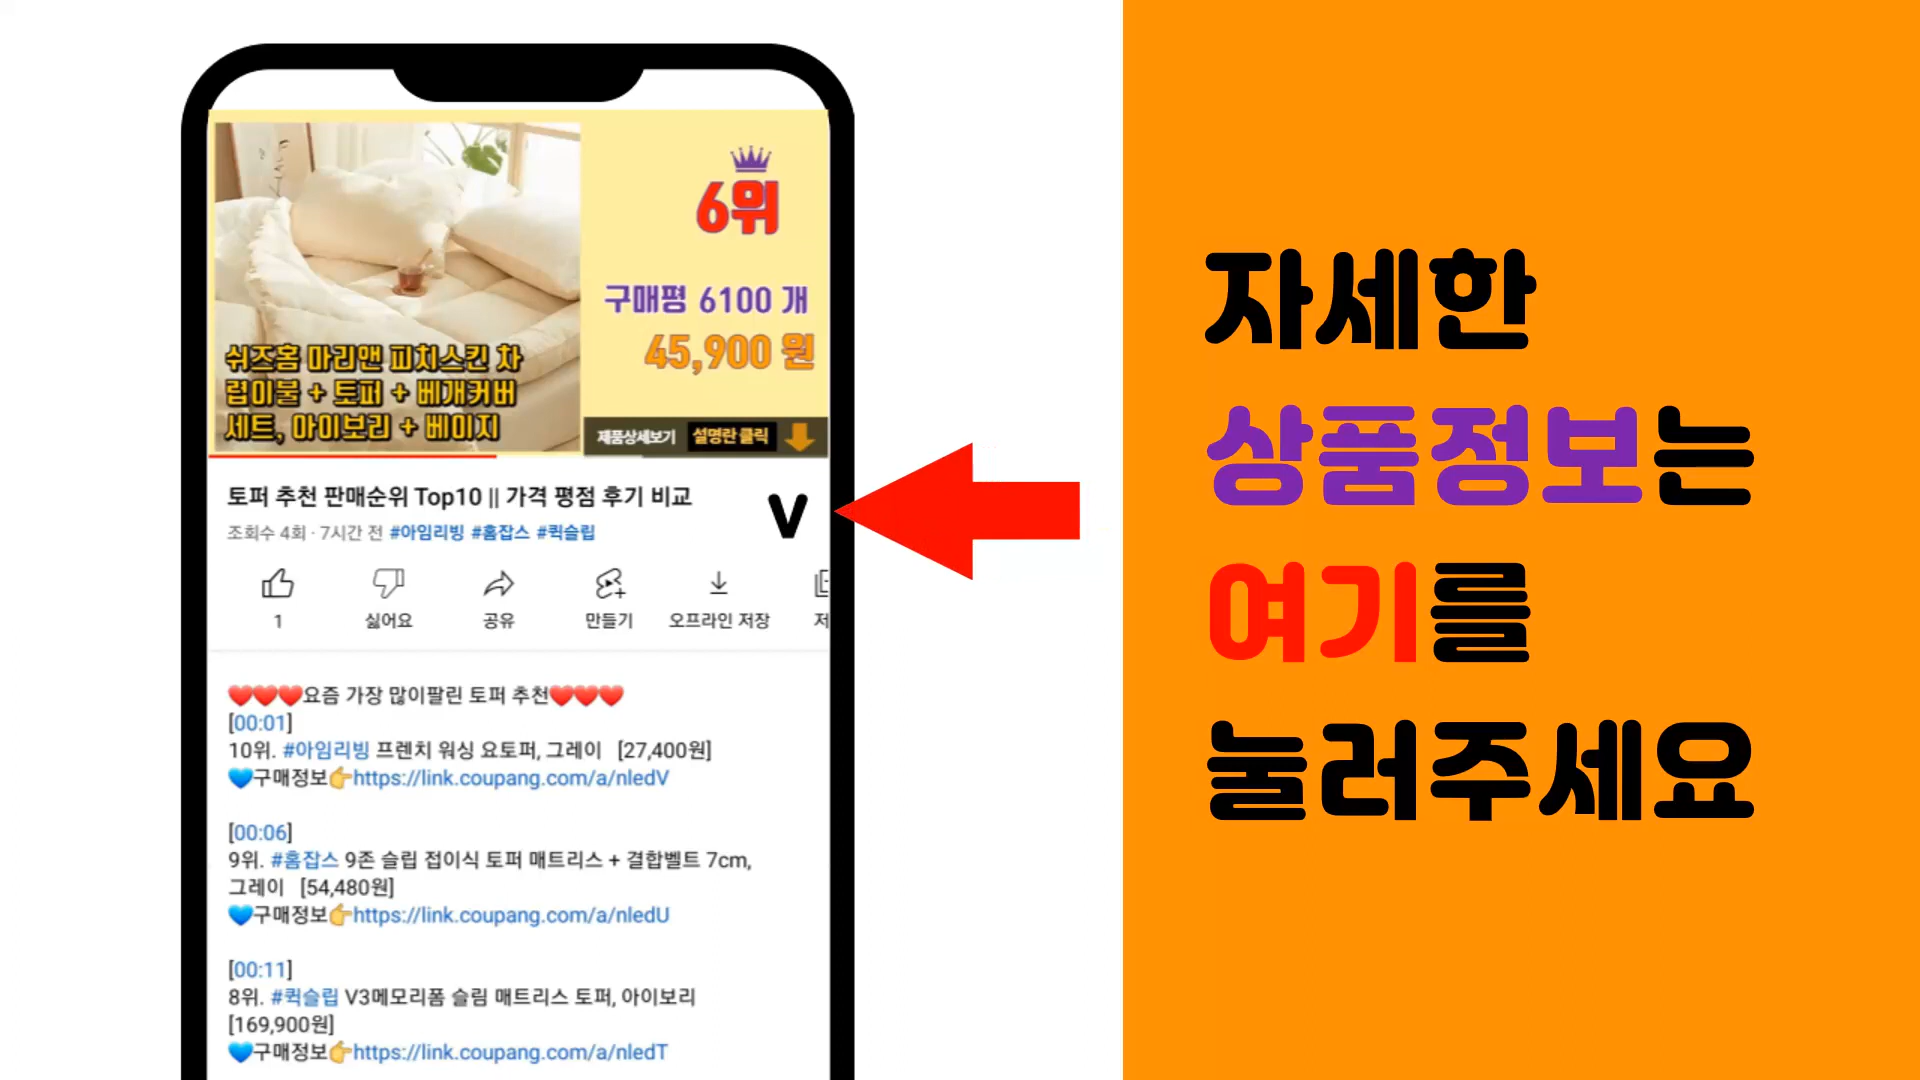 6위
구매평 6100 개
45,900 원
쉬즈홈 마리앤 피치스킨 차
렵이불 + 토퍼 + 베개커버
세트, 아이보리 + 베이지
제품상세보기 설명란 클릭
토퍼 추천 판매순위 Top10 || 가격 평점 후기 비교
V
조회수 4회 · 7시간 전 #아임리빙 #홈잡스 #퀵슬립
1 싫어요 공유 만들기 오프라인 저장 저
❤❤❤요즘 가장 많이팔린 토퍼 추천❤❤❤
[00:01]
10위. #아임리빙 프렌치 워싱 요토퍼, 그레이 [27,400원]
💙구매정보👉https://link.coupang.com/a/nledV
[00:06]
9위. #홈잡스 9존 슬립 접이식 토퍼 매트리스 + 결합벨트 7cm,
그레이 [54,480원]
💙구매정보👉https://link.coupang.com/a/nledU
[00:11]
8위. #퀵슬립 V3메모리폼 슬림 매트리스 토퍼, 아이보리
[169,900원]
💙구매정보👉https://link.coupang.com/a/nledT
자세한
상품정보는
여기를
눌러주세요